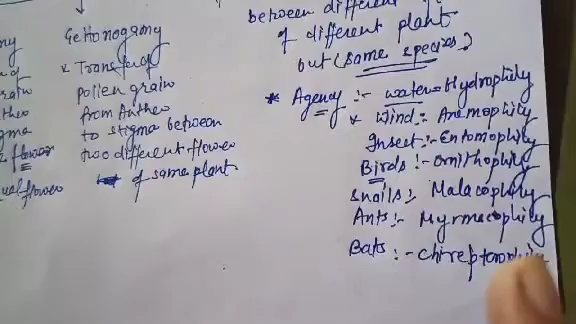 Geitonogamy
* Transfer of
pollen grain
from Anther
to stigma between
two different flower
of same plant
between different
of different plant
but (same species)
* Agency :- water = Hydrophily
* Wind :- Anemophily
Insect :- Entomophily
Birds :- Ornithophily
Snails :- Malacophily
Ants :- Myrmecophily
Bats :-